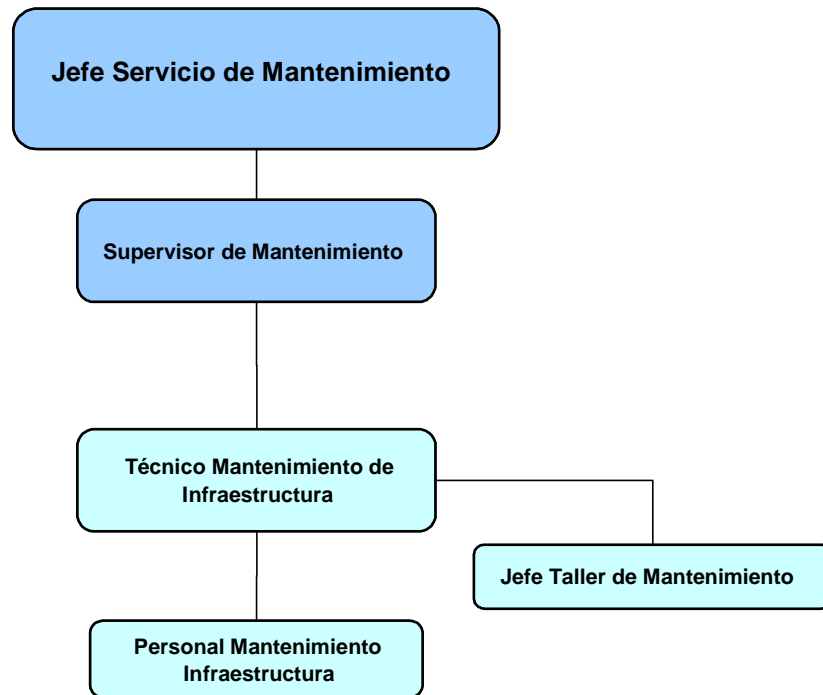 Jefe Servicio de Mantenimiento
Supervisor de Mantenimiento
Técnico Mantenimiento de
Infraestructura
Jefe Taller de Mantenimiento
Personal Mantenimiento
Infraestructura